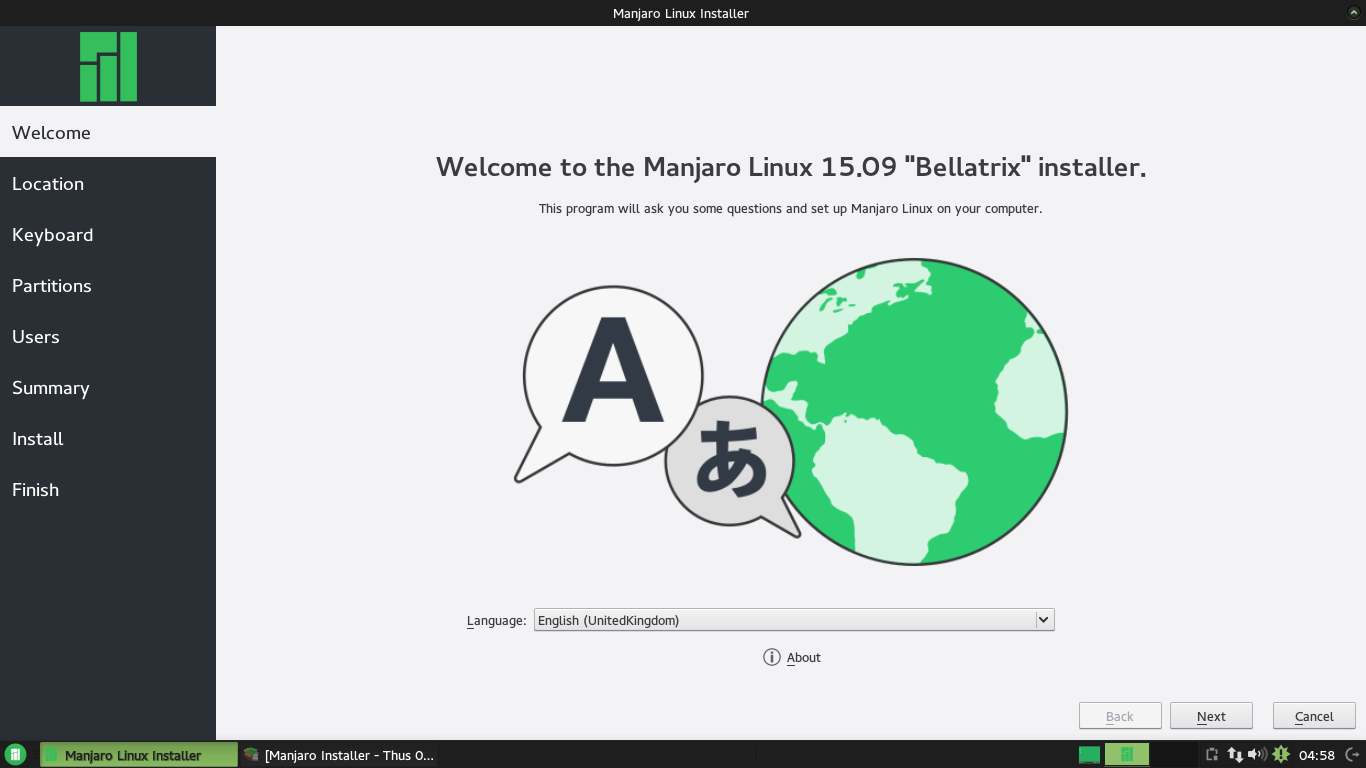 Manjaro Linux Installer
Welcome
Location
Keyboard
Partitions
Users
Summary
Install
Finish
Welcome to the Manjaro Linux 15.09 "Bellatrix" installer.
This program will ask you some questions and set up Manjaro Linux on your computer.
A
あ
Language: English (UnitedKingdom)
About
Back Next Cancel
Manjaro Linux Installer [Manjaro Installer - Thus 0... 04:58